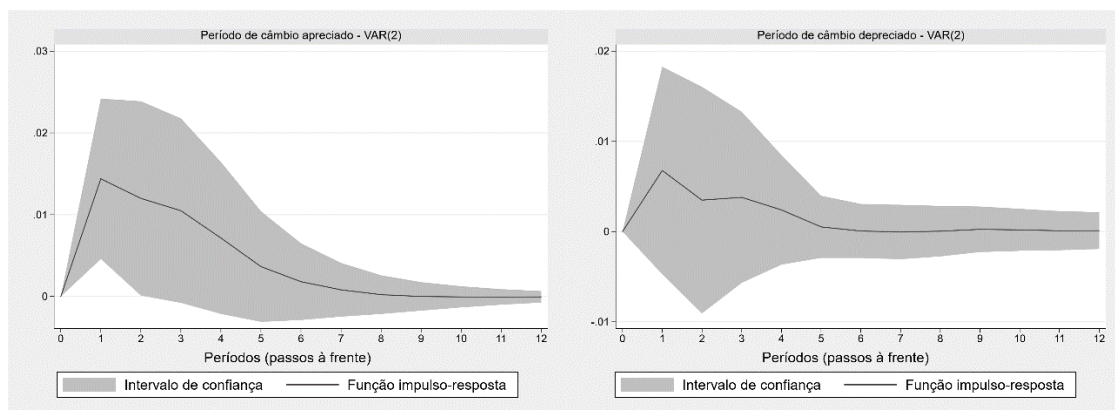 Período de câmbio apreciado - VAR(2)
.03
.02
.01
0
0 1 2 3 4 5 6 7 8 9 10 11 12
Períodos (passos à frente)
Intervalo de confiança Função impulso-resposta
Período de câmbio depreciado - VAR(2)
.02
.01
0
-.01
0 1 2 3 4 5 6 7 8 9 10 11 12
Períodos (passos à frente)
Intervalo de confiança Função impulso-resposta